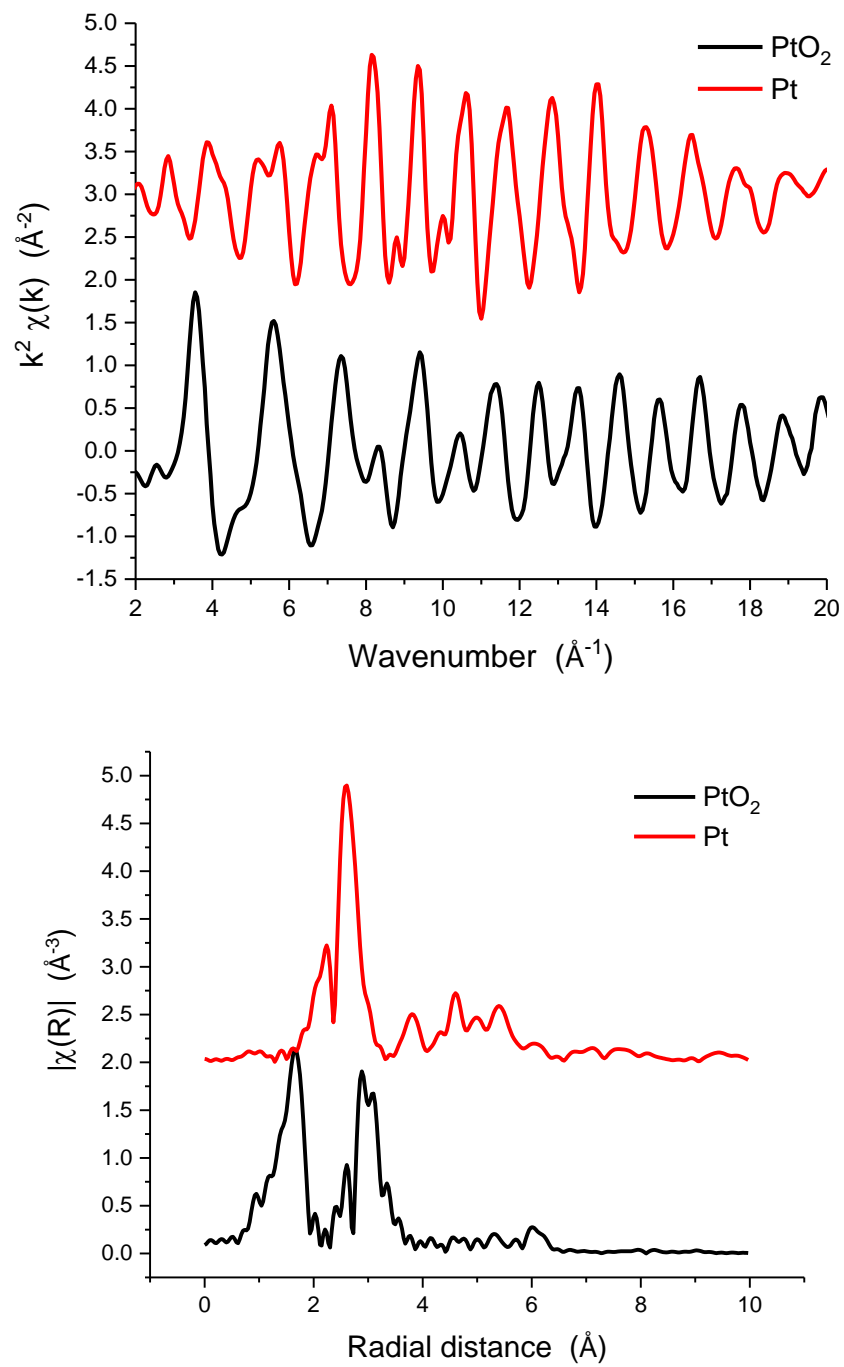 PtO₂
Pt
5.0
4.5
4.0
3.5
3.0
2.5
2.0
1.5
1.0
0.5
0.0
-0.5
-1.0
-1.5
k² χ(k) (Å⁻²)
2 4 6 8 10 12 14 16 18 20
Wavenumber (Å⁻¹)
PtO₂
Pt
5.0
4.5
4.0
3.5
3.0
2.5
2.0
1.5
1.0
0.5
0.0
|χ(R)| (Å⁻³)
0 2 4 6 8 10
Radial distance (Å)